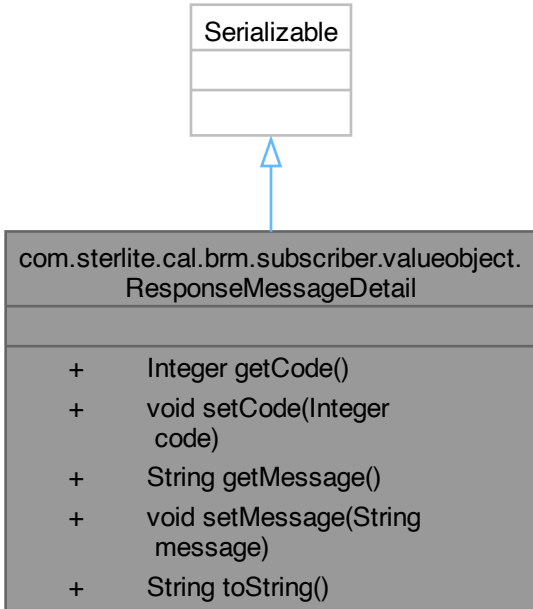 Serializable
com.sterlite.cal.brm.subscriber.valueobject.
ResponseMessageDetail
+ Integer getCode()
+ void setCode(Integer
code)
+ String getMessage()
+ void setMessage(String
message)
+ String toString()